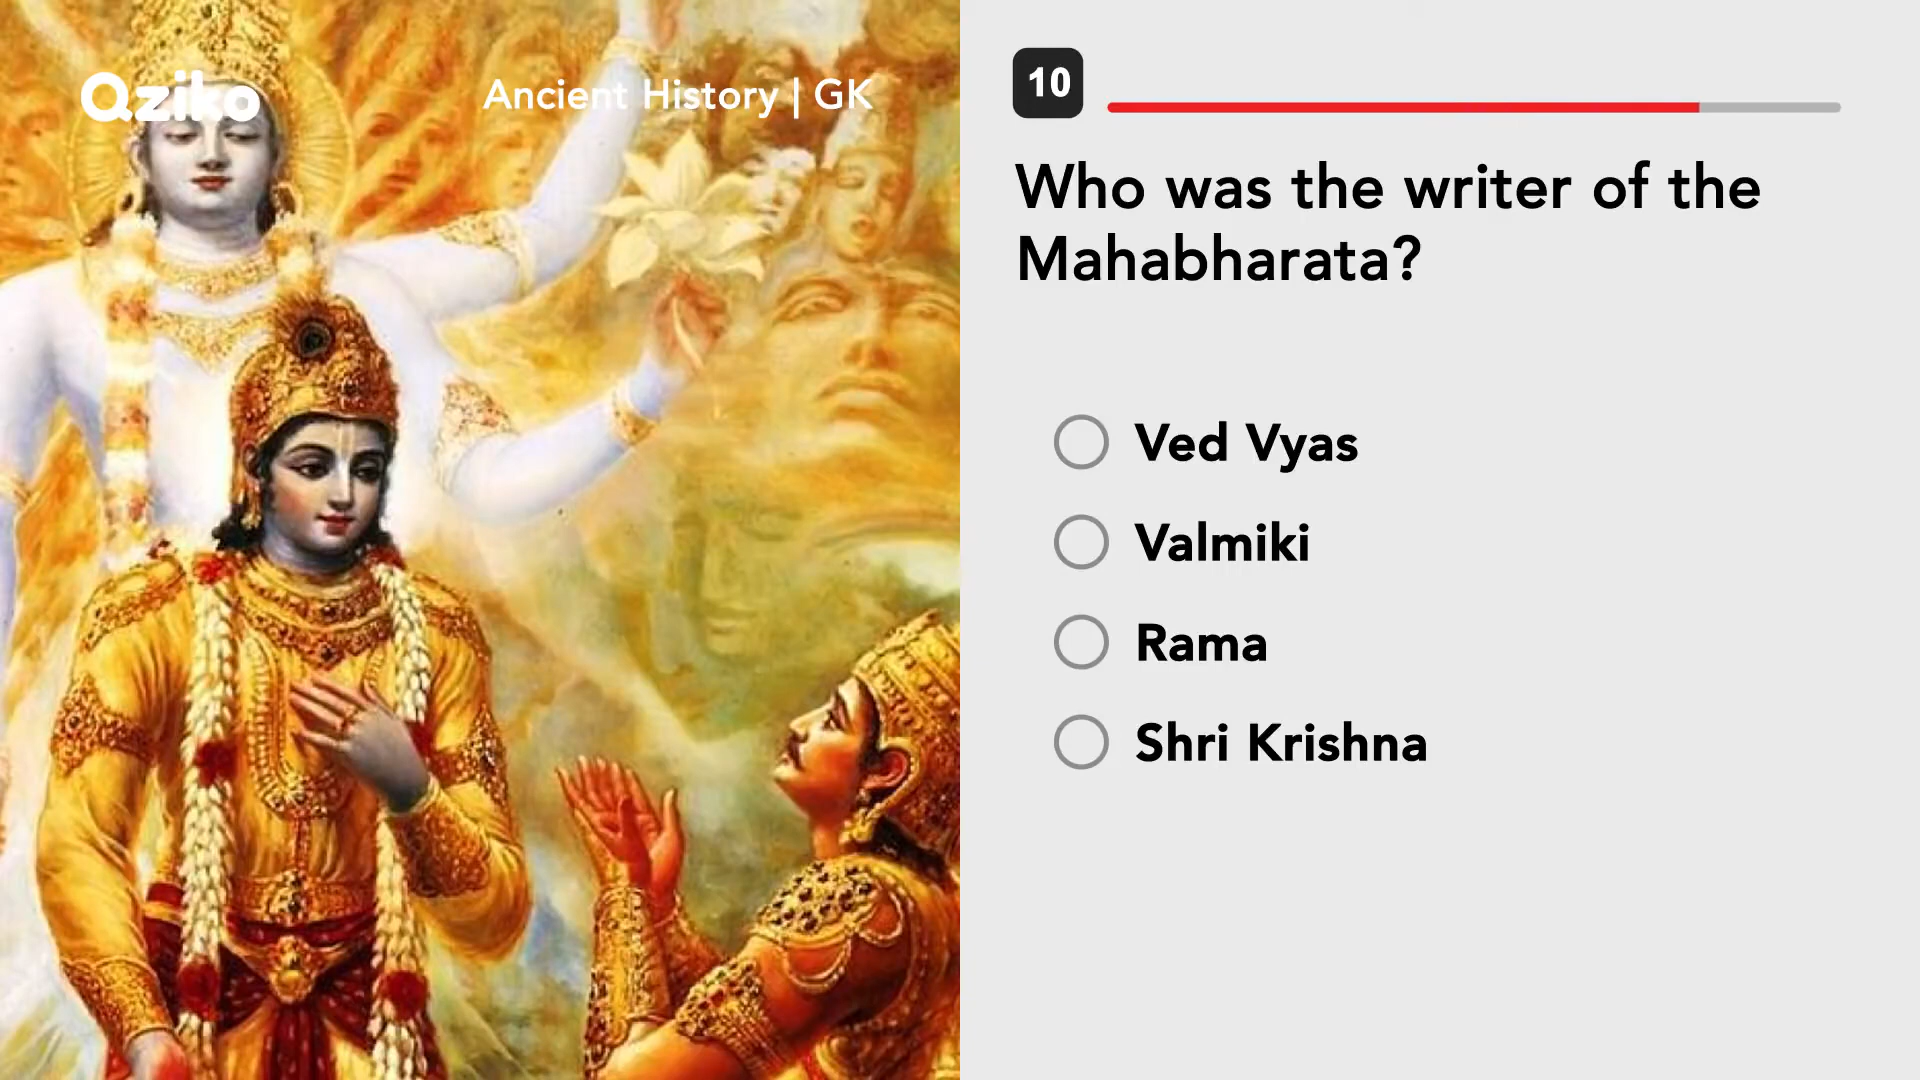 Qziko
Ancient History | GK
10
Who was the writer of the
Mahabharata?
Ved Vyas
Valmiki
Rama
Shri Krishna